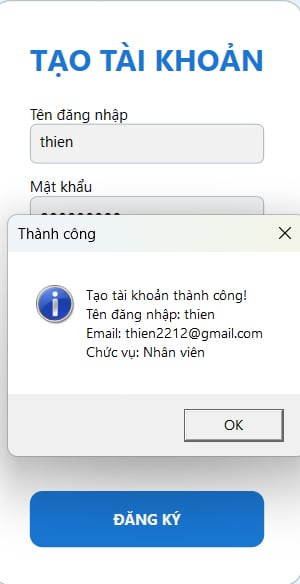 TẠO TÀI KHOẢN
Tên đăng nhập
thien
Mật khẩu
Thành công
Tạo tài khoản thành công!
Tên đăng nhập: thien
Email: thien2212@gmail.com
Chức vụ: Nhân viên
OK
ĐĂNG KÝ